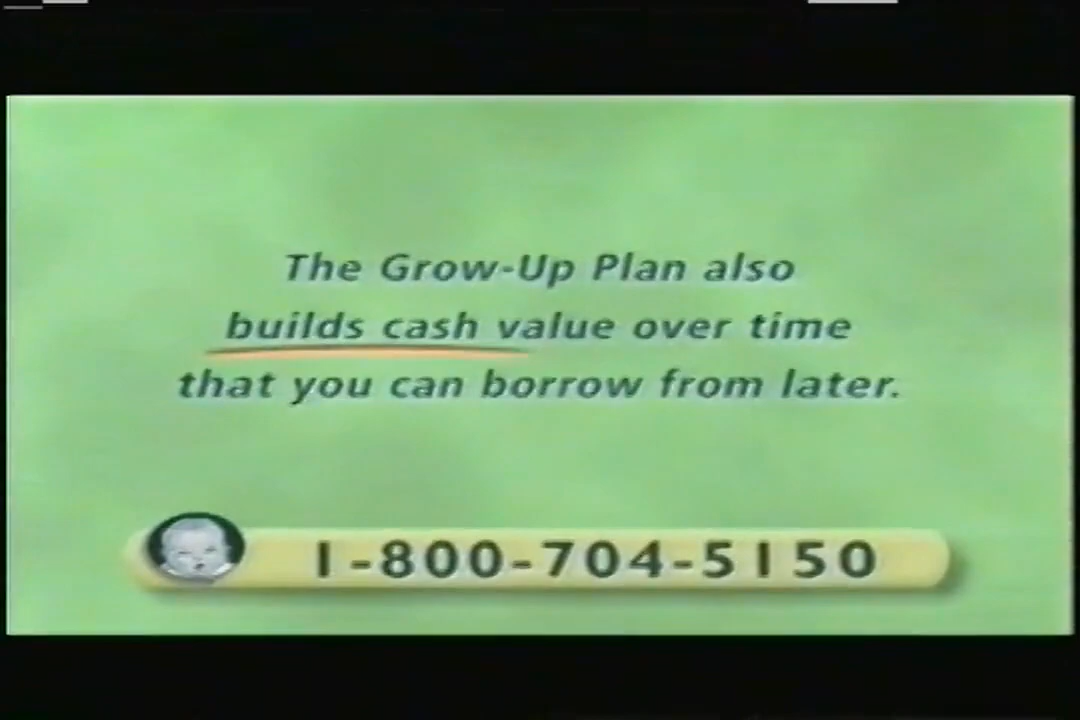 The Grow-Up Plan also
builds cash value over time
that you can borrow from later.
1-800-704-5150